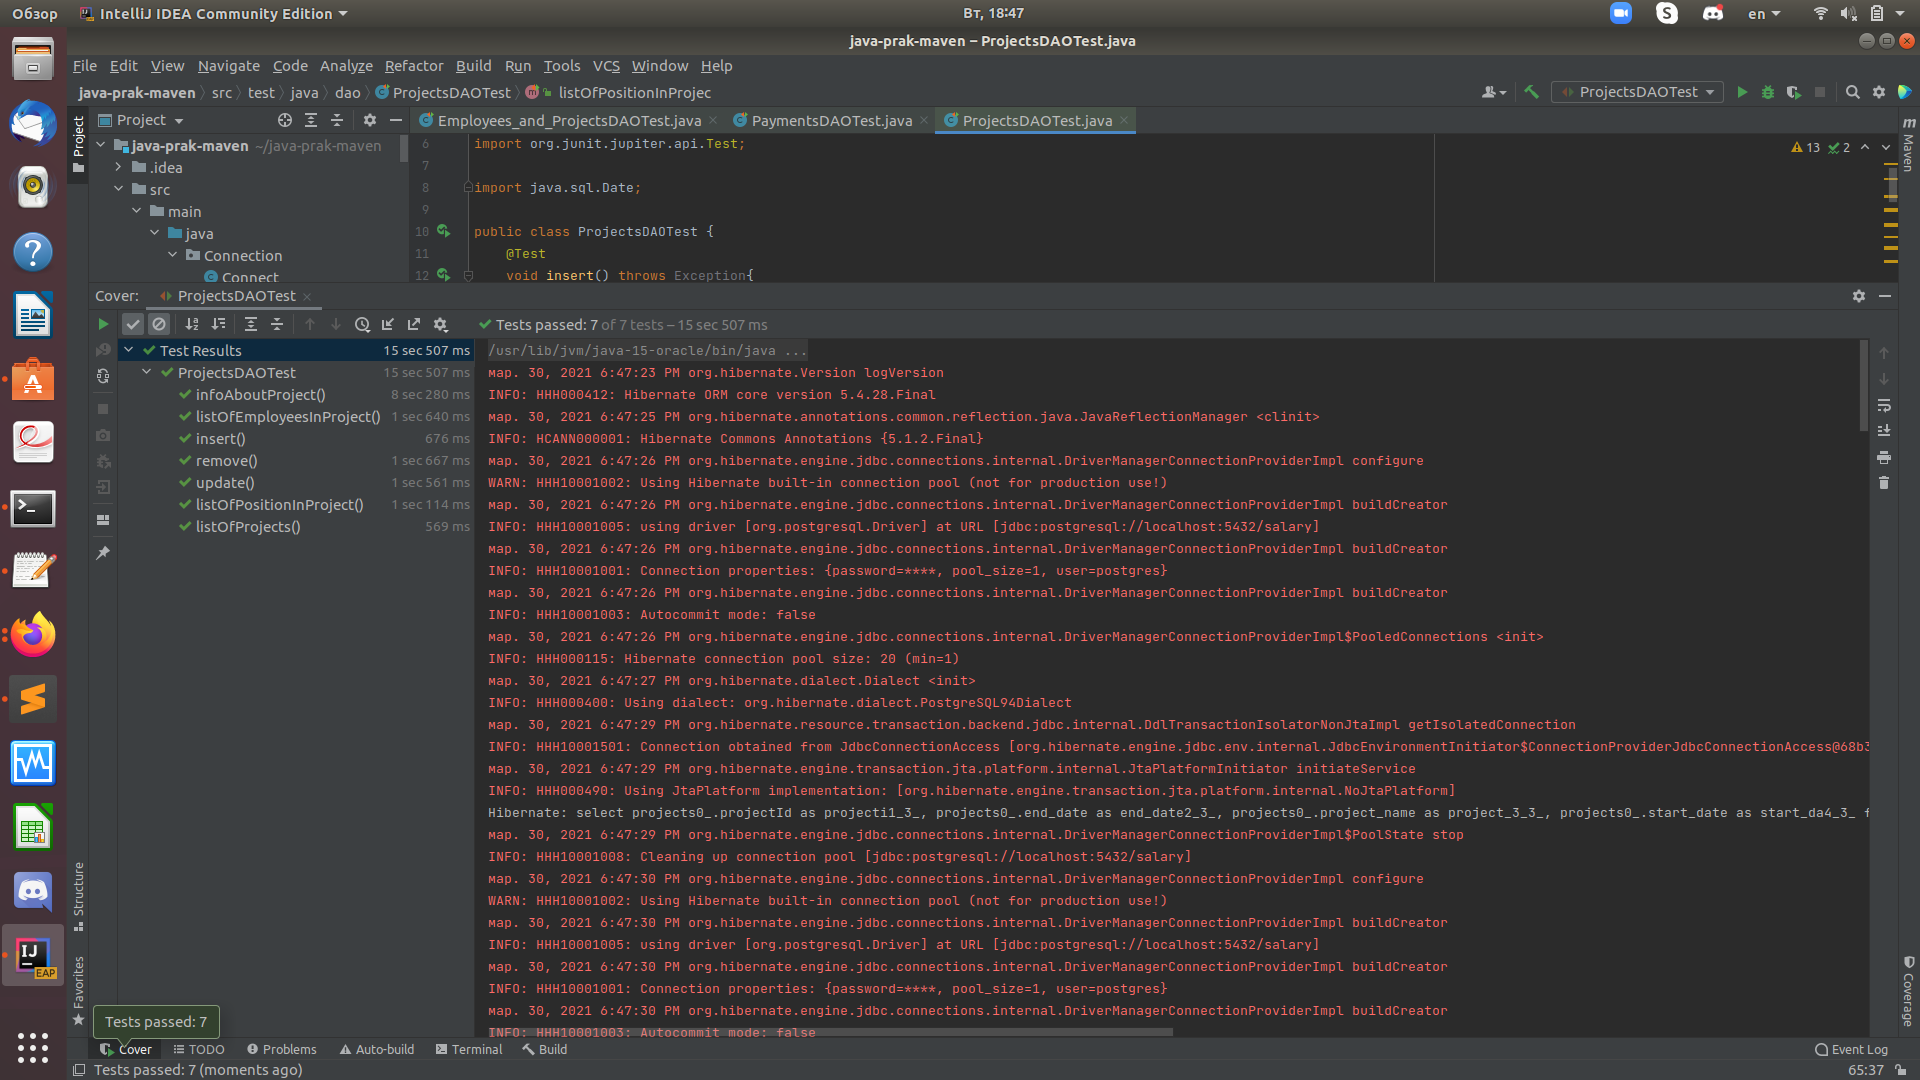 Обзор
IntelliJ IDEA Community Edition
Вт, 18:47
en
java-prak-maven – ProjectsDAOTest.java
File Edit View Navigate Code Analyze Refactor Build Run Tools VCS Window Help
java-prak-maven src test java dao ProjectsDAOTest m listOfPositionInProjec
ProjectsDAOTest
Project
Employees_and_ProjectsDAOTest.java PaymentsDAOTest.java ProjectsDAOTest.java
Project
java-prak-maven ~/java-prak-maven
.idea
src
main
java
Connection
Connect
6 import org.junit.jupiter.api.Test;
7
8 import java.sql.Date;
9
10 public class ProjectsDAOTest {
11 @Test
12 void insert() throws Exception{
13 2
m Maven
Cover: ProjectsDAOTest
Tests passed: 7 of 7 tests – 15 sec 507 ms
Test Results 15 sec 507 ms
ProjectsDAOTest 15 sec 507 ms
infoAboutProject() 8 sec 280 ms
listOfEmployeesInProject() 1 sec 640 ms
insert() 676 ms
remove() 1 sec 667 ms
update() 1 sec 561 ms
listOfPositionInProject() 1 sec 114 ms
listOfProjects() 569 ms
/usr/lib/jvm/java-15-oracle/bin/java ...
мар. 30, 2021 6:47:23 PM org.hibernate.Version logVersion
INFO: HHH000412: Hibernate ORM core version 5.4.28.Final
мар. 30, 2021 6:47:25 PM org.hibernate.annotations.common.reflection.java.JavaReflectionManager <clinit>
INFO: HCANN000001: Hibernate Commons Annotations {5.1.2.Final}
мар. 30, 2021 6:47:26 PM org.hibernate.engine.jdbc.connections.internal.DriverManagerConnectionProviderImpl configure
WARN: HHH10001002: Using Hibernate built-in connection pool (not for production use!)
мар. 30, 2021 6:47:26 PM org.hibernate.engine.jdbc.connections.internal.DriverManagerConnectionProviderImpl buildCreator
INFO: HHH10001005: using driver [org.postgresql.Driver] at URL [jdbc:postgresql://localhost:5432/salary]
мар. 30, 2021 6:47:26 PM org.hibernate.engine.jdbc.connections.internal.DriverManagerConnectionProviderImpl buildCreator
INFO: HHH10001001: Connection properties: {password=****, pool_size=1, user=postgres}
мар. 30, 2021 6:47:26 PM org.hibernate.engine.jdbc.connections.internal.DriverManagerConnectionProviderImpl buildCreator
INFO: HHH10001003: Autocommit mode: false
мар. 30, 2021 6:47:26 PM org.hibernate.engine.jdbc.connections.internal.DriverManagerConnectionProviderImpl$PooledConnections <init>
INFO: HHH000115: Hibernate connection pool size: 20 (min=1)
мар. 30, 2021 6:47:27 PM org.hibernate.dialect.Dialect <init>
INFO: HHH000400: Using dialect: org.hibernate.dialect.PostgreSQL94Dialect
мар. 30, 2021 6:47:29 PM org.hibernate.resource.transaction.backend.jdbc.internal.DdlTransactionIsolatorNonJtaImpl getIsolatedConnection
INFO: HHH10001501: Connection obtained from JdbcConnectionAccess [org.hibernate.engine.jdbc.env.internal.JdbcEnvironmentInitiator$ConnectionProviderJdbcConnectionAccess@68b3
мар. 30, 2021 6:47:29 PM org.hibernate.engine.transaction.jta.platform.internal.JtaPlatformInitiator initiateService
INFO: HHH000490: Using JtaPlatform implementation: [org.hibernate.engine.transaction.jta.platform.internal.NoJtaPlatform]
Hibernate: select projects0_.projectId as projecti1_3_, projects0_.end_date as end_date2_3_, projects0_.project_name as project_3_3_, projects0_.start_date as start_da4_3_ f
мар. 30, 2021 6:47:29 PM org.hibernate.engine.jdbc.connections.internal.DriverManagerConnectionProviderImpl$PoolState stop
INFO: HHH10001008: Cleaning up connection pool [jdbc:postgresql://localhost:5432/salary]
мар. 30, 2021 6:47:30 PM org.hibernate.engine.jdbc.connections.internal.DriverManagerConnectionProviderImpl configure
WARN: HHH10001002: Using Hibernate built-in connection pool (not for production use!)
мар. 30, 2021 6:47:30 PM org.hibernate.engine.jdbc.connections.internal.DriverManagerConnectionProviderImpl buildCreator
INFO: HHH10001005: using driver [org.postgresql.Driver] at URL [jdbc:postgresql://localhost:5432/salary]
мар. 30, 2021 6:47:30 PM org.hibernate.engine.jdbc.connections.internal.DriverManagerConnectionProviderImpl buildCreator
INFO: HHH10001001: Connection properties: {password=****, pool_size=1, user=postgres}
мар. 30, 2021 6:47:30 PM org.hibernate.engine.jdbc.connections.internal.DriverManagerConnectionProviderImpl buildCreator
INFO: HHH10001003: Autocommit mode: false
Structure
Favorites
Coverage
IJ EAP
Tests passed: 7
Cover TODO Problems Auto-build Terminal Build Event Log
Tests passed: 7 (moments ago) 65:37